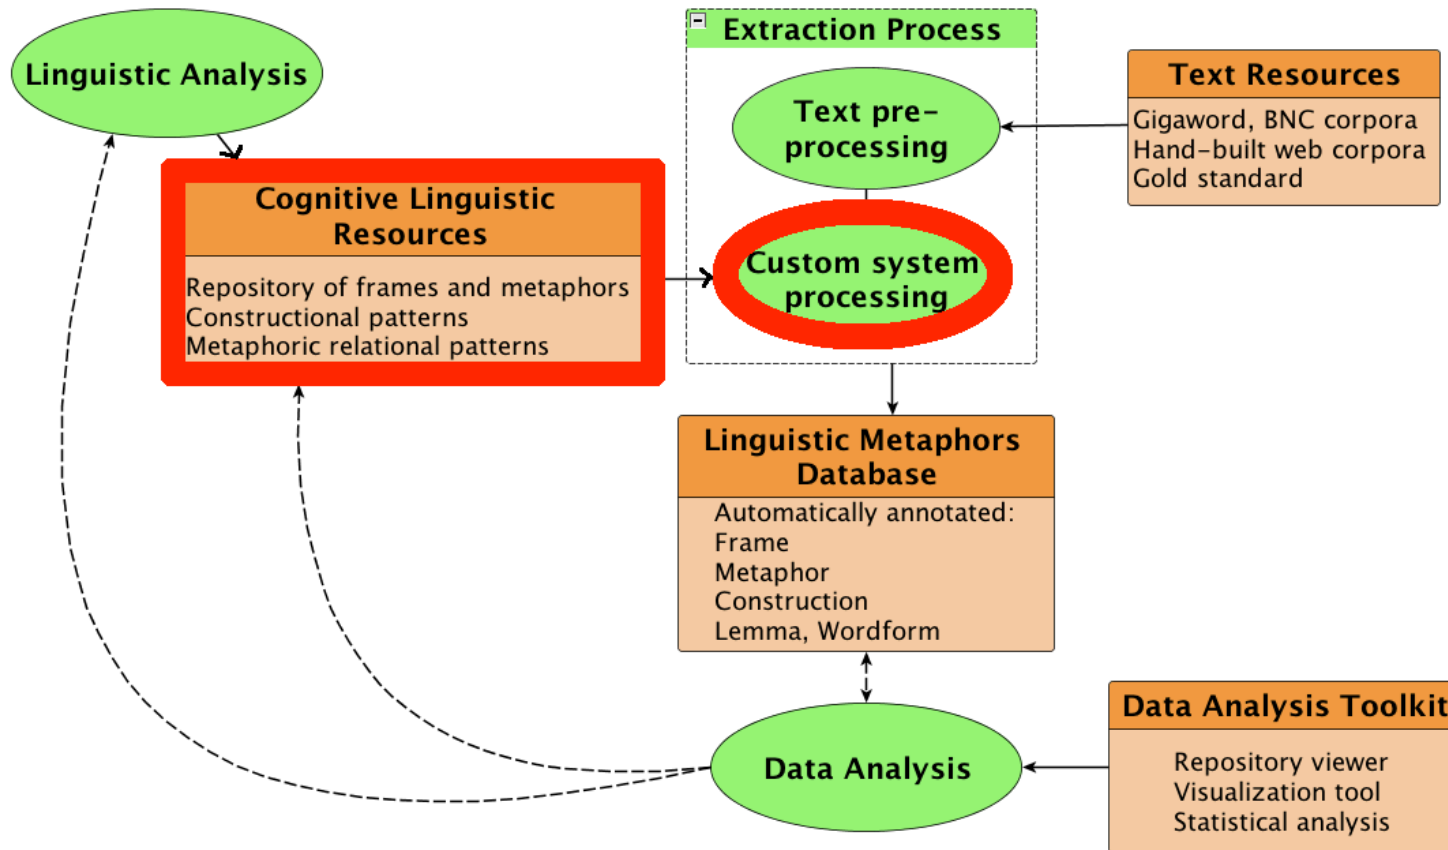 Linguistic Analysis
Extraction Process
Text pre-
processing
Text Resources
Gigaword, BNC corpora
Hand-built web corpora
Gold standard
Cognitive Linguistic
Resources
Repository of frames and metaphors
Constructional patterns
Metaphoric relational patterns
Custom system
processing
Linguistic Metaphors
Database
Automatically annotated:
Frame
Metaphor
Construction
Lemma, Wordform
Data Analysis
Data Analysis Toolkit
Repository viewer
Visualization tool
Statistical analysis